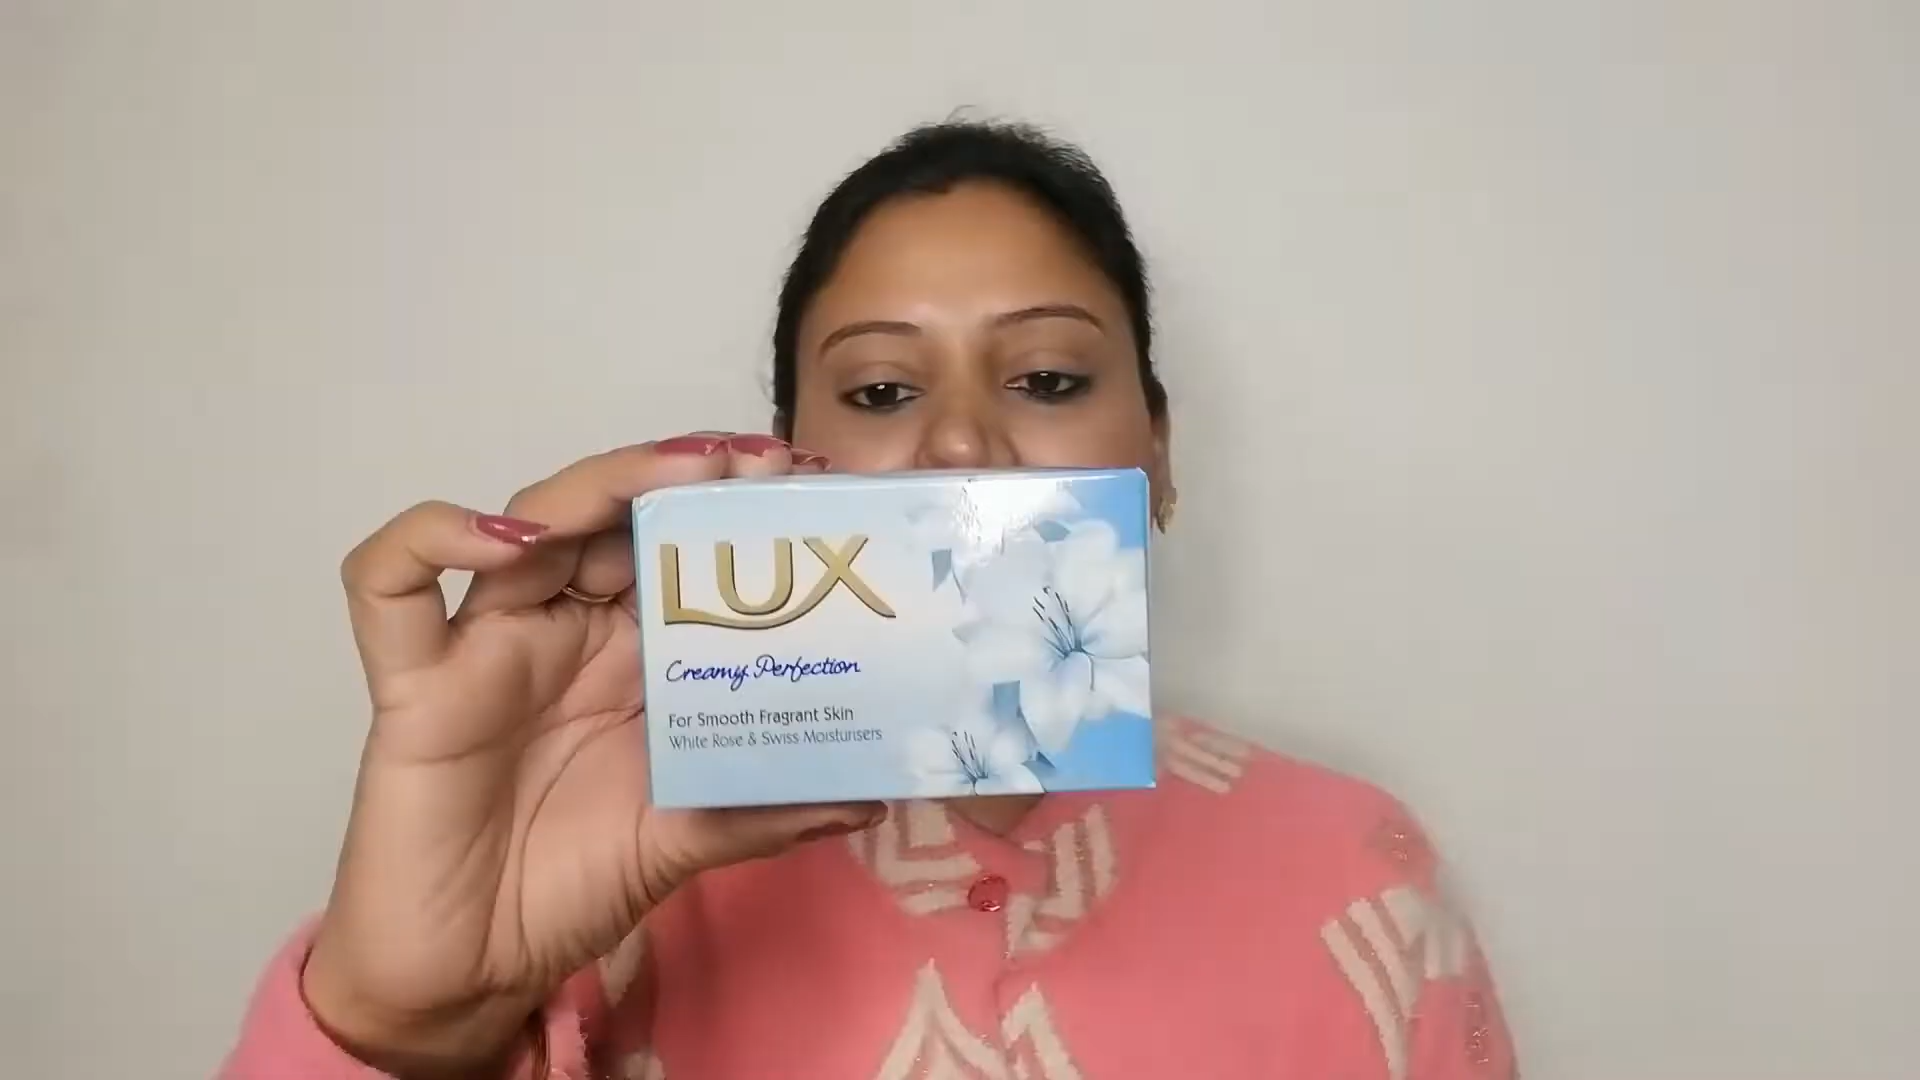 LUX
Creamy Perfection
For Smooth Fragrant Skin
White Rose & Swiss Moisturisers